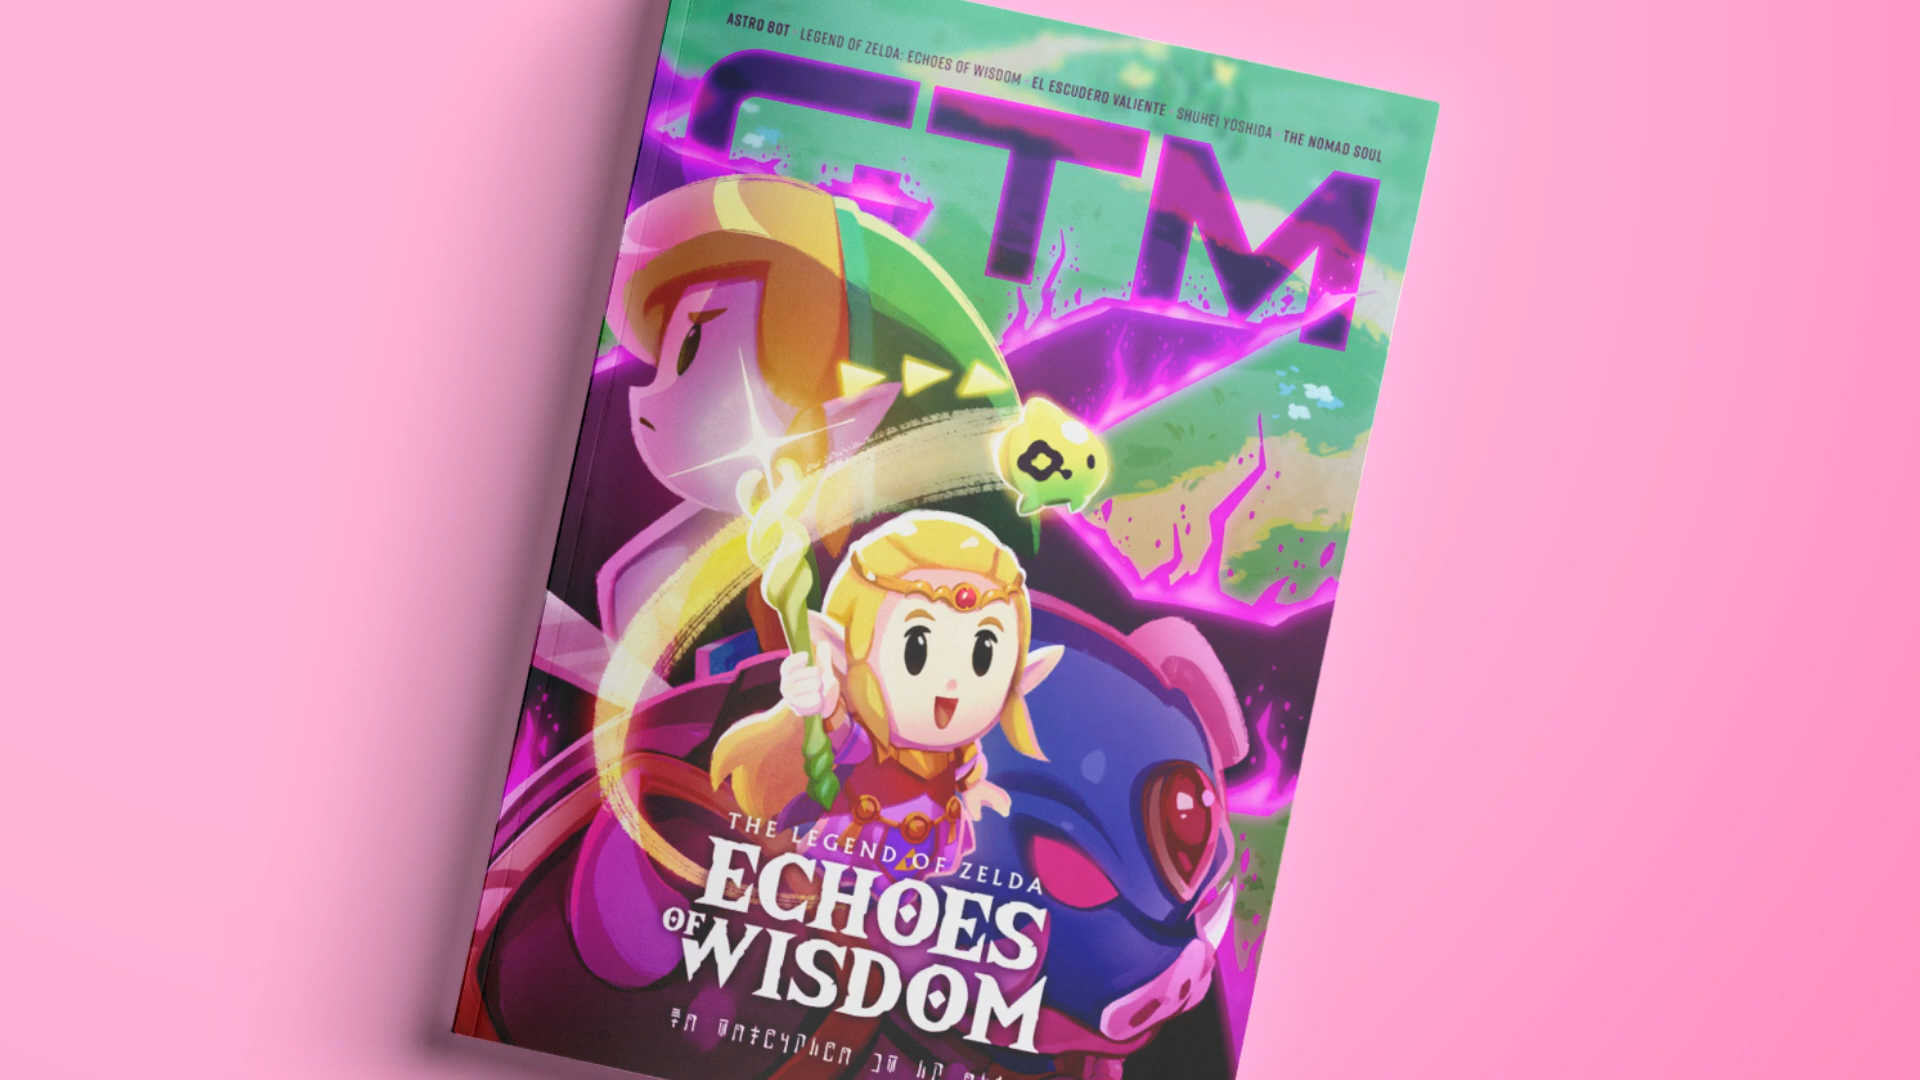 ASTRO BOT · LEGEND OF ZELDA: ECHOES OF WISDOM · EL ESCUDERO VALIENTE · SHUHEI YOSHIDA · THE NOMAD SOUL
GTM
THE LEGEND OF ZELDA
ECHOES
OF WISDOM